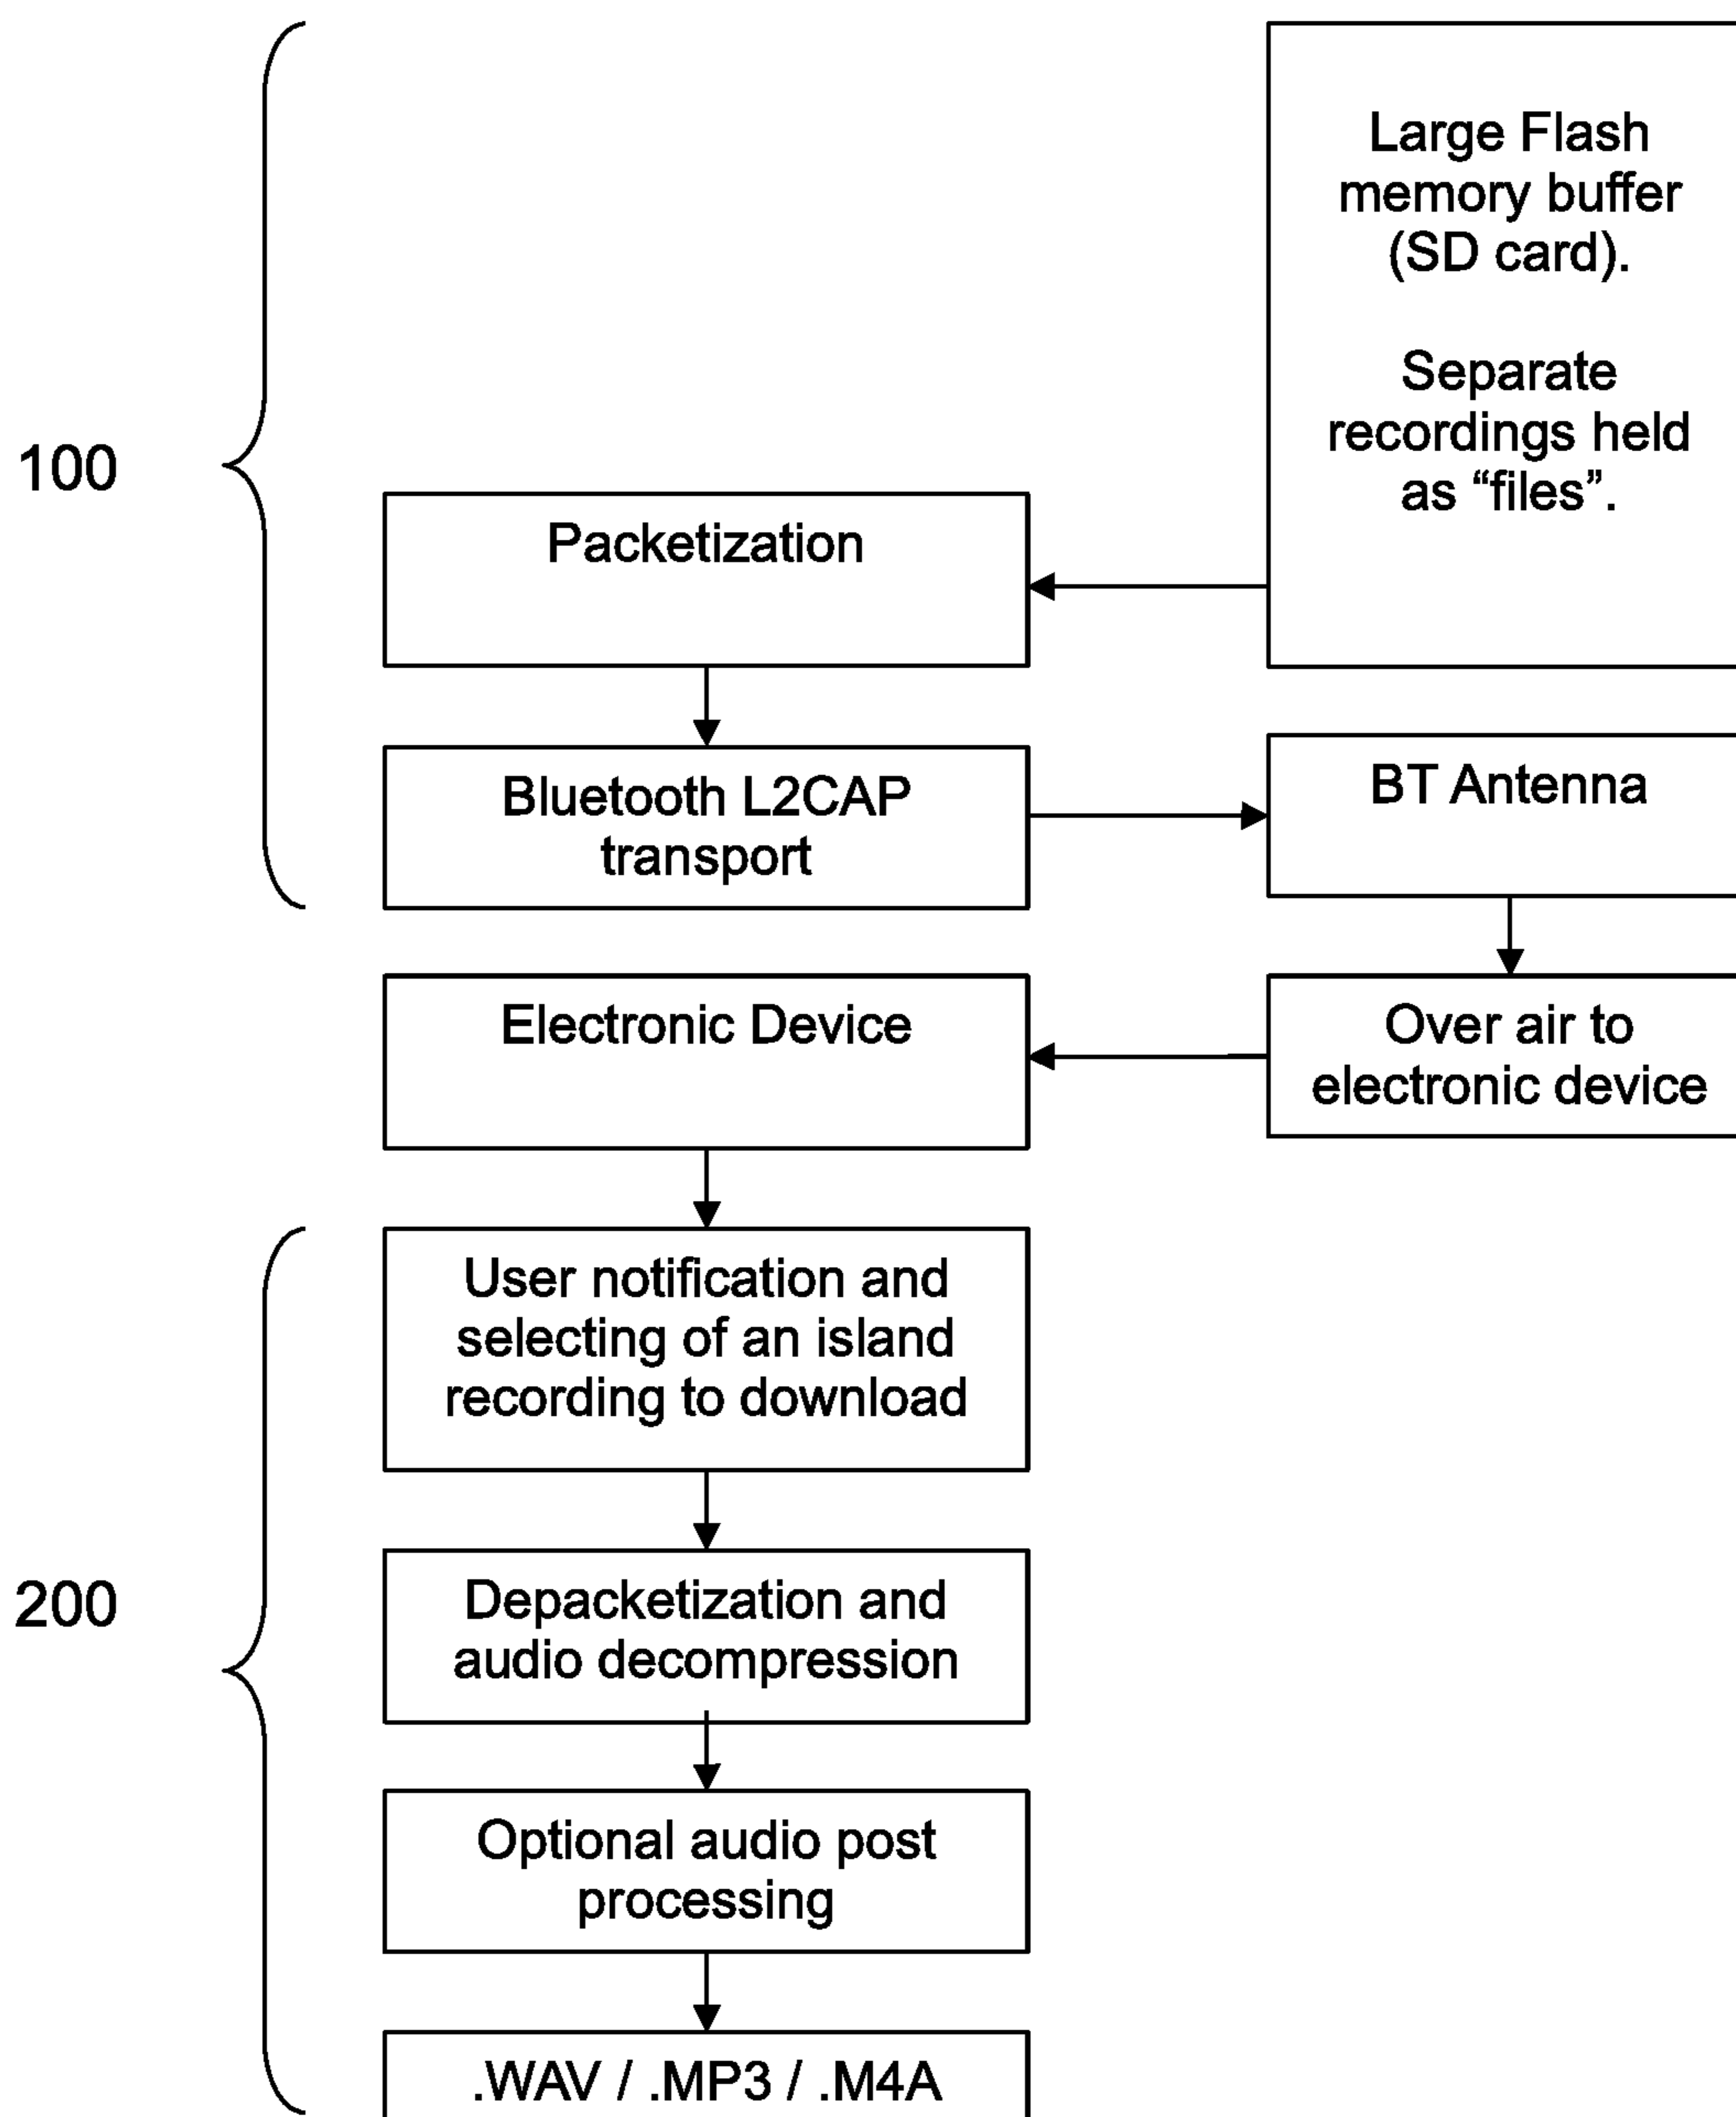 Large Flash
memory buffer
(SD card).
Separate
recordings held
as “files”.
100
Packetization
Bluetooth L2CAP
transport
BT Antenna
Electronic Device
Over air to
electronic device
User notification and
selecting of an island
recording to download
200
Depacketization and
audio decompression
Optional audio post
processing
.WAV / .MP3 / .M4A